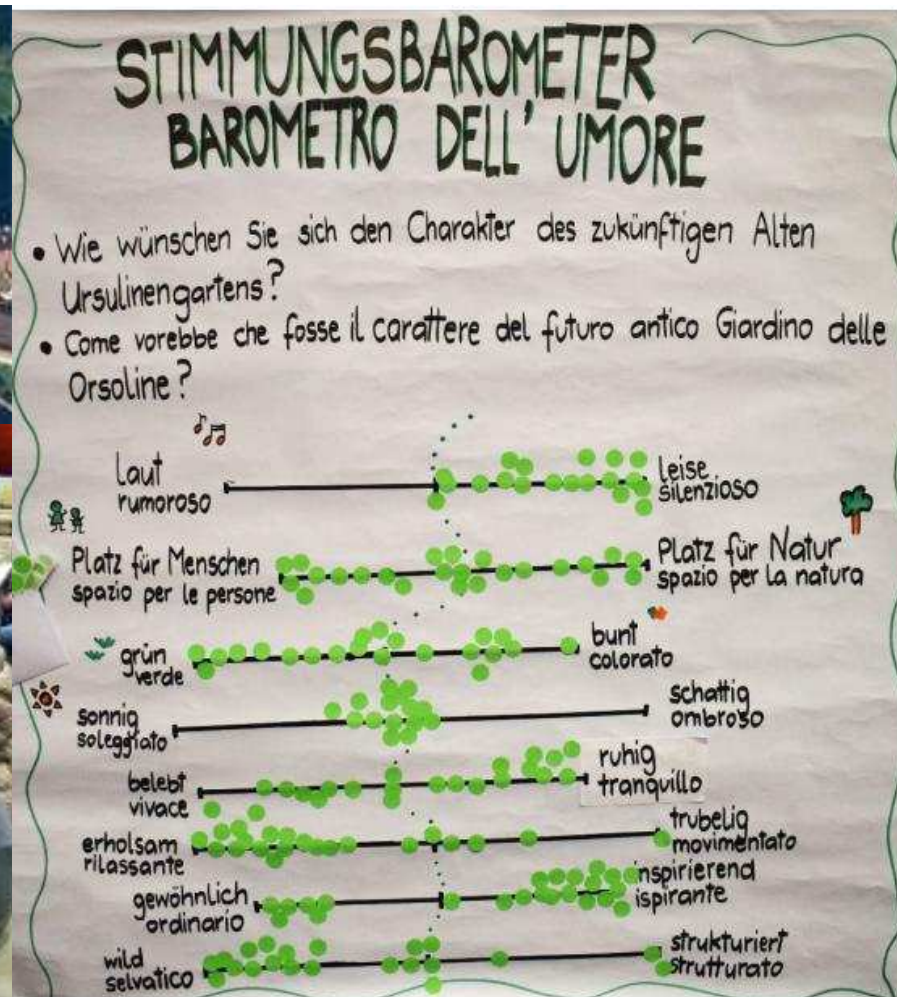 STIMMUNGSBAROMETER
BAROMETRO DELL' UMORE
• Wie wünschen Sie sich den Charakter des zukünftigen Alten
Ursulinengartens?
• Come vorebbe che fosse il carattere del futuro antico Giardino delle
Orsoline?
laut
rumoroso
leise
silenzioso
Platz für Menschen
spazio per le persone
Platz für Natur
spazio per la natura
grün
verde
bunt
colorato
sonnig
soleggiato
schattig
ombroso
belebt
vivace
ruhig
tranquillo
erholsam
rilassante
trubelig
movimentato
gewöhnlich
ordinario
inspirierend
ispirante
wild
selvatico
strukturiert
strutturato